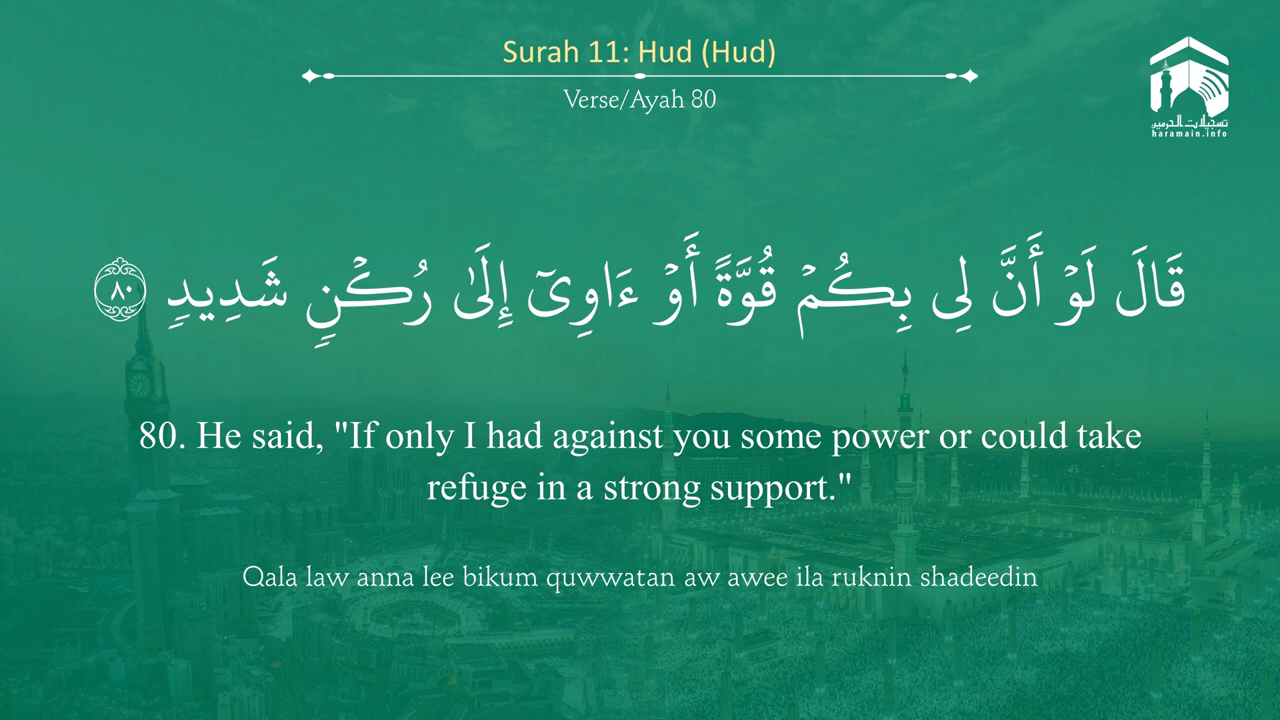 Surah 11: Hud (Hud)
Verse/Ayah 80
تسجيلات الحرمين
haramain.info
قَالَ لَوْ أَنَّ لِى بِكُمْ قُوَّةً أَوْ ءَاوِىٓ إِلَىٰ رُكْنٍ شَدِيدٍ ٨٠
80. He said, "If only I had against you some power or could take
refuge in a strong support."
Qala law anna lee bikum quwwatan aw awee ila ruknin shadeedin